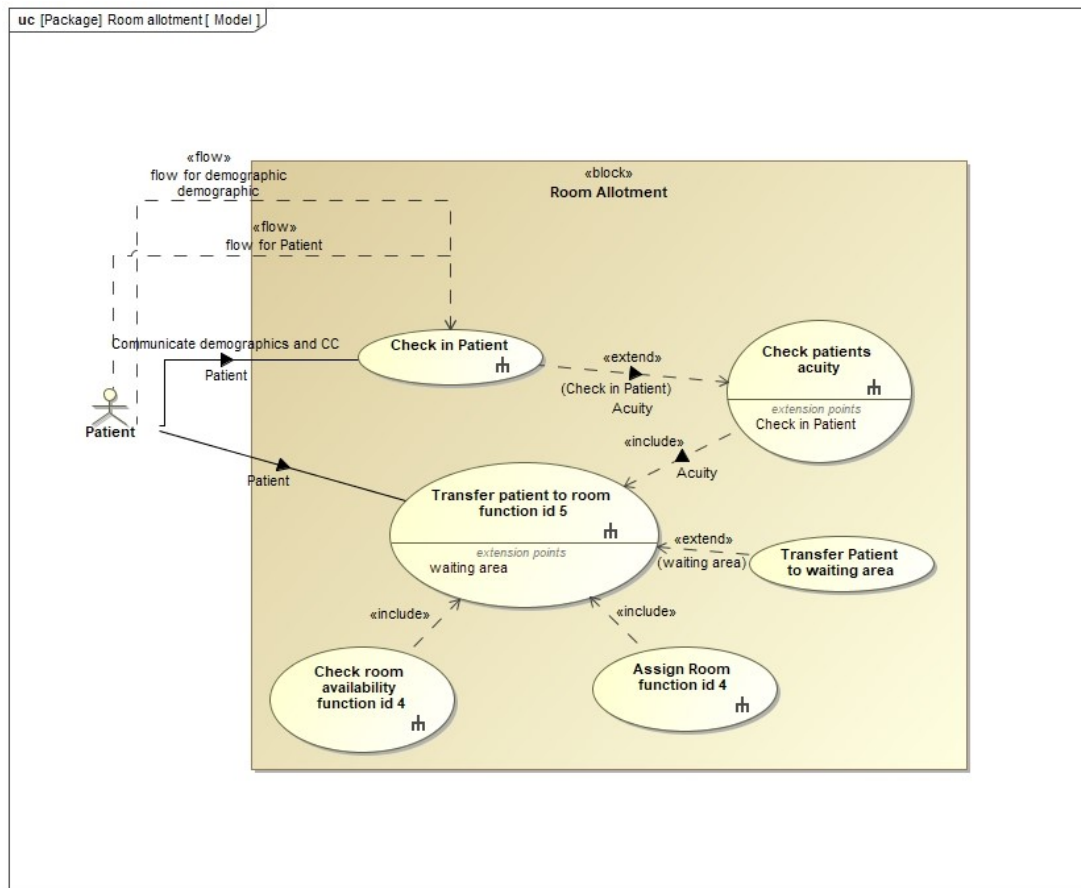 uc [Package] Room allotment [ Model ]
«flow»
flow for demographic
demographic
«block»
Room Allotment
«flow»
flow for Patient
Communicate demographics and CC
Patient
Patient
Check in Patient
«extend»
(Check in Patient)
Acuity
Check patients
acuity
extension points
Check in Patient
«include»
Acuity
Patient
Transfer patient to room
function id 5
extension points
waiting area
«extend»
(waiting area)
Transfer Patient
to waiting area
«include»
«include»
Check room
availability
function id 4
Assign Room
function id 4